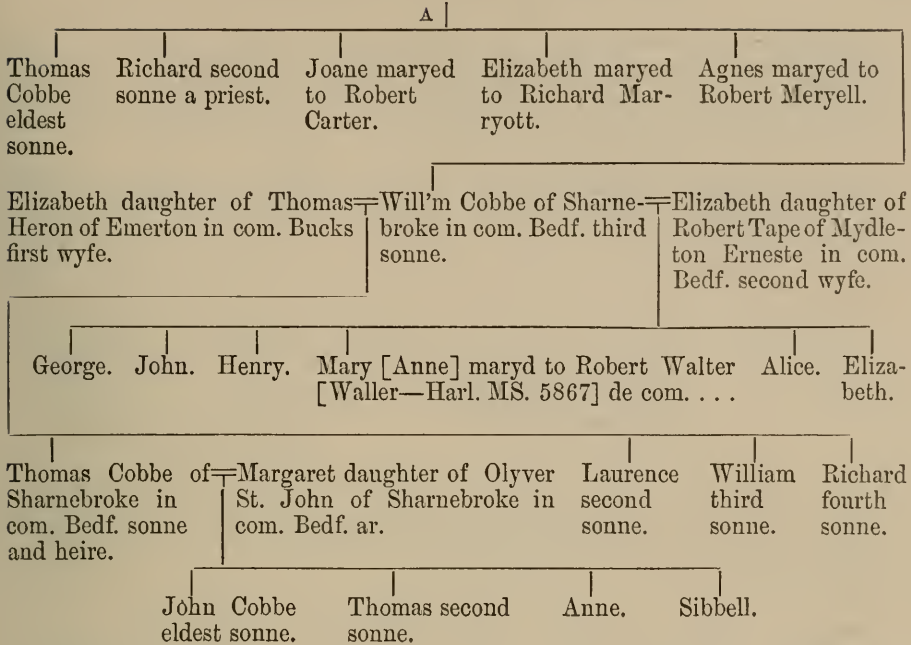 A
Thomas
Cobbe
eldest
sonne.
Richard second
sonne a priest.
Joane maryed
to Robert
Carter.
Elizabeth maryed
to Richard Mar-
ryott.
Agnes maryed to
Robert Meryell.
Elizabeth daughter of Thomas
Heron of Emerton in com. Bucks
first wyfe.
Will'm Cobbe of Sharne-
broke in com. Bedf. third
sonne.
Elizabeth daughter of
Robert Tape of Mydle-
ton Erneste in com.
Bedf. second wyfe.
George.
John.
Henry.
Mary [Anne] maryd to Robert Walter
[Waller—Harl. MS. 5867] de com. . . .
Alice.
Eliza-
beth.
Thomas Cobbe of
Sharnebroke in
com. Bedf. sonne
and heire.
Margaret daughter of Olyver
St. John of Sharnebroke in
com. Bedf. ar.
Laurence
second
sonne.
William
third
sonne.
Richard
fourth
sonne.
John Cobbe
eldest sonne.
Thomas second
sonne.
Anne.
Sibbell.